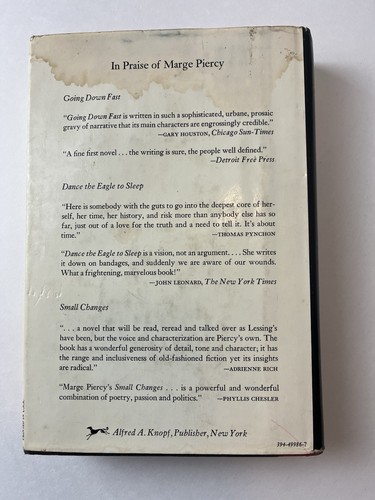 In Praise of Marge Piercy
Going Down Fast
“Going Down Fast is written in such a sophisticated, urbane, prosaic
gravy of narrative that its main characters are engrossingly credible.”
—GARY HOUSTON, Chicago Sun-Times
“A fine first novel . . . the writing is sure, the people well defined.”
—Detroit Free Press
Dance the Eagle to Sleep
“Here is somebody with the guts to go into the deepest core of her-
self, her time, her history, and risk more than anybody else has so
far, just out of a love for the truth and a need to tell it. It’s about
time.”
—THOMAS PYNCHON
“Dance the Eagle to Sleep is a vision, not an argument. . . . She writes
it down on bandages, and suddenly we are aware of our wounds.
What a frightening, marvelous book!”
—JOHN LEONARD, The New York Times
Small Changes
“. . . a novel that will be read, reread and talked over as Lessing’s
have been, but the voice and characterization are Piercy’s own. The
book has a wonderful generosity of detail, tone and character; it has
the range and inclusiveness of old-fashioned fiction yet its insights
are radical.”
—ADRIENNE RICH
“Marge Piercy’s Small Changes . . . is a powerful and wonderful
combination of poetry, passion and politics.”
—PHYLLIS CHESLER
Alfred A. Knopf, Publisher, New York
394-49986-7